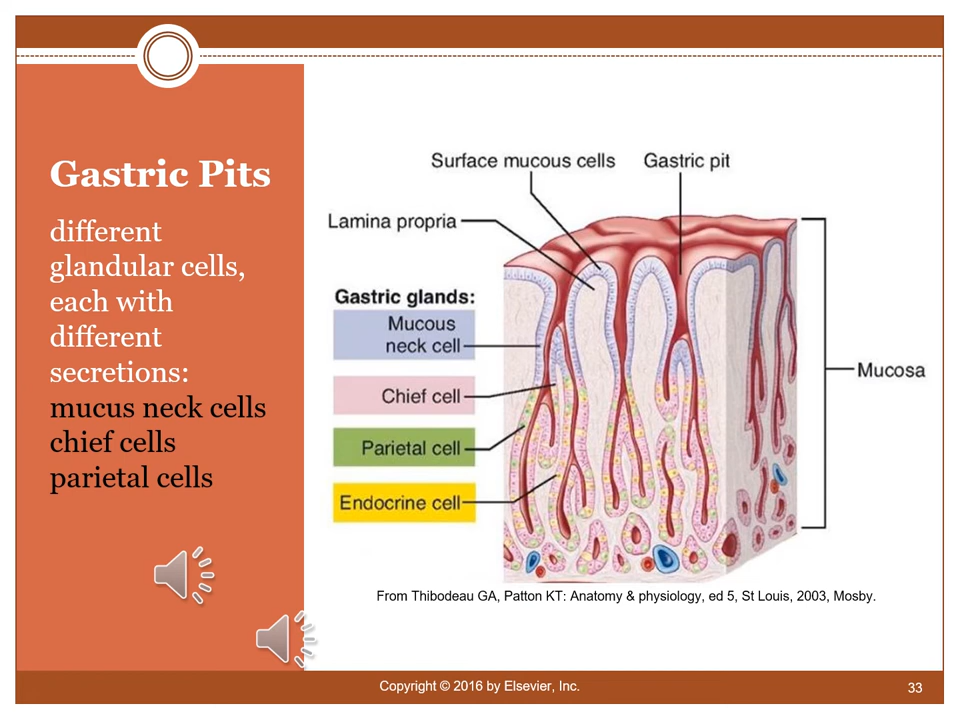 Gastric Pits
different
glandular cells,
each with
different
secretions:
mucus neck cells
chief cells
parietal cells
Surface mucous cells
Gastric pit
Lamina propria
Gastric glands:
Mucous
neck cell
Chief cell
Parietal cell
Endocrine cell
Mucosa
From Thibodeau GA, Patton KT: Anatomy & physiology, ed 5, St Louis, 2003, Mosby.
Copyright © 2016 by Elsevier, Inc.
33